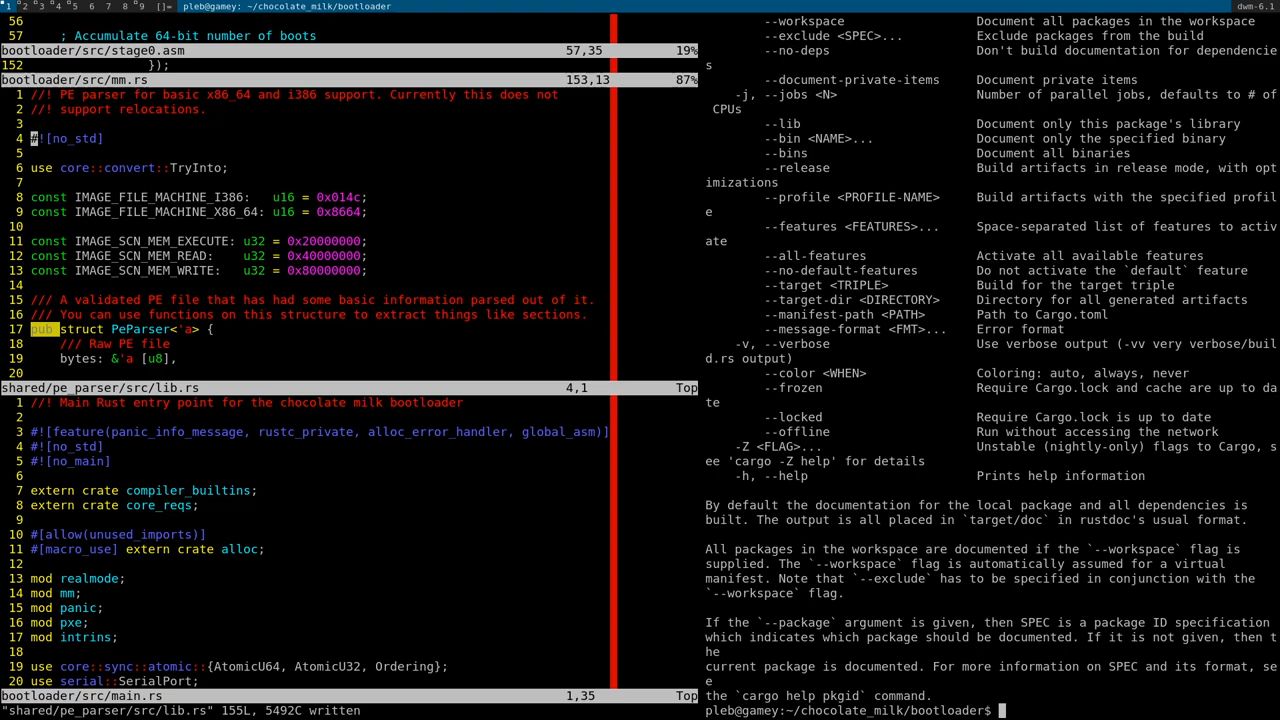 1 2 3 4 5 6 7 8 9 []= pleb@gamey: ~/chocolate_milk/bootloader dwm-6.1
56
57 ; Accumulate 64-bit number of boots
bootloader/src/stage0.asm 57,35 19%
152 });
bootloader/src/mm.rs 153,13 87%
1 //! PE parser for basic x86_64 and i386 support. Currently this does not
2 //! support relocations.
3
4 #![no_std]
5
6 use core::convert::TryInto;
7
8 const IMAGE_FILE_MACHINE_I386: u16 = 0x014c;
9 const IMAGE_FILE_MACHINE_X86_64: u16 = 0x8664;
10
11 const IMAGE_SCN_MEM_EXECUTE: u32 = 0x20000000;
12 const IMAGE_SCN_MEM_READ: u32 = 0x40000000;
13 const IMAGE_SCN_MEM_WRITE: u32 = 0x80000000;
14
15 /// A validated PE file that has had some basic information parsed out of it.
16 /// You can use functions on this structure to extract things like sections.
17 pub struct PeParser<'a> {
18 /// Raw PE file
19 bytes: &'a [u8],
20
shared/pe_parser/src/lib.rs 4,1 Top
1 //! Main Rust entry point for the chocolate milk bootloader
2
3 #![feature(panic_info_message, rustc_private, alloc_error_handler, global_asm)]
4 #![no_std]
5 #![no_main]
6
7 extern crate compiler_builtins;
8 extern crate core_reqs;
9
10 #[allow(unused_imports)]
11 #[macro_use] extern crate alloc;
12
13 mod realmode;
14 mod mm;
15 mod panic;
16 mod pxe;
17 mod intrins;
18
19 use core::sync::atomic::{AtomicU64, AtomicU32, Ordering};
20 use serial::SerialPort;
bootloader/src/main.rs 1,35 Top
"shared/pe_parser/src/lib.rs" 155L, 5492C written
--workspace Document all packages in the workspace
--exclude <SPEC>... Exclude packages from the build
--no-deps Don't build documentation for dependencie
s
--document-private-items Document private items
-j, --jobs <N> Number of parallel jobs, defaults to # of
CPUs
--lib Document only this package's library
--bin <NAME>... Document only the specified binary
--bins Document all binaries
--release Build artifacts in release mode, with opt
imizations
--profile <PROFILE-NAME> Build artifacts with the specified profil
e
--features <FEATURES>... Space-separated list of features to activ
ate
--all-features Activate all available features
--no-default-features Do not activate the `default` feature
--target <TRIPLE> Build for the target triple
--target-dir <DIRECTORY> Directory for all generated artifacts
--manifest-path <PATH> Path to Cargo.toml
--message-format <FMT>... Error format
-v, --verbose Use verbose output (-vv very verbose/buil
d.rs output)
--color <WHEN> Coloring: auto, always, never
--frozen Require Cargo.lock and cache are up to da
te
--locked Require Cargo.lock is up to date
--offline Run without accessing the network
-Z <FLAG>... Unstable (nightly-only) flags to Cargo, s
ee 'cargo -Z help' for details
-h, --help Prints help information

By default the documentation for the local package and all dependencies is
built. The output is all placed in `target/doc` in rustdoc's usual format.

All packages in the workspace are documented if the `--workspace` flag is
supplied. The `--workspace` flag is automatically assumed for a virtual
manifest. Note that `--exclude` has to be specified in conjunction with the
`--workspace` flag.

If the `--package` argument is given, then SPEC is a package ID specification
which indicates which package should be documented. If it is not given, then t
he
current package is documented. For more information on SPEC and its format, se
e
the `cargo help pkgid` command.
pleb@gamey:~/chocolate_milk/bootloader$